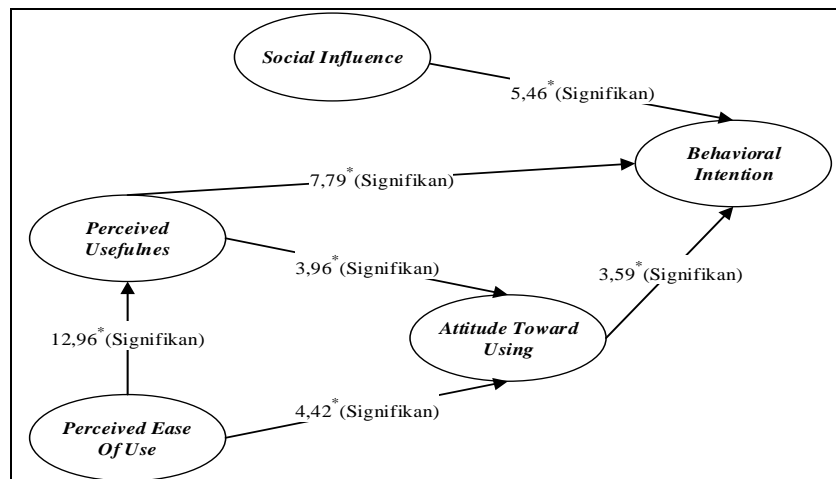 Social Influence
5,46*(Signifikan)
Behavioral
Intention
7,79*(Signifikan)
Perceived
Usefulnes
3,96*(Signifikan)
3,59*(Signifikan)
12,96*(Signifikan)
Attitude Toward
Using
4,42*(Signifikan)
Perceived Ease
Of Use